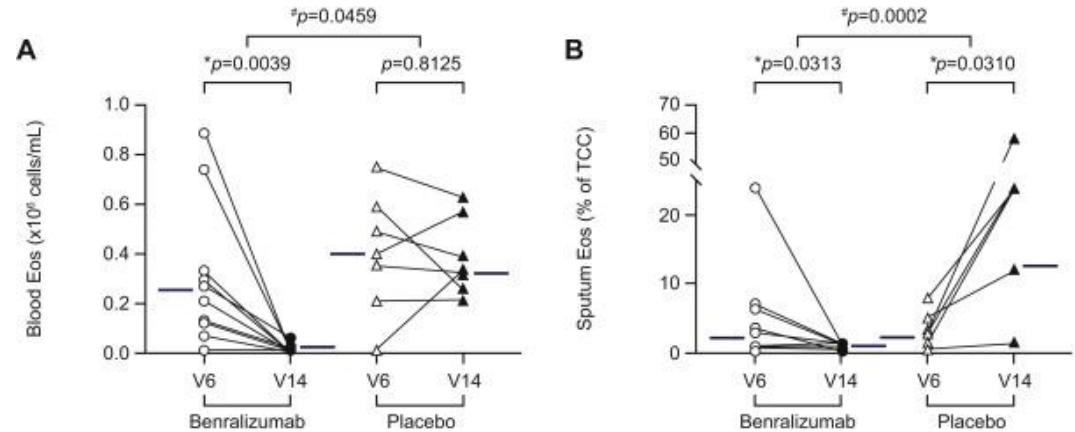 A
#p=0.0459
*p=0.0039
p=0.8125
Blood Eos (x10⁶ cells/mL)
1.0
0.8
0.6
0.4
0.2
0.0
V6
V14
V6
V14
Benralizumab
Placebo
B
#p=0.0002
*p=0.0313
*p=0.0310
Sputum Eos (% of TCC)
70
60
50
20
10
0
V6
V14
V6
V14
Benralizumab
Placebo